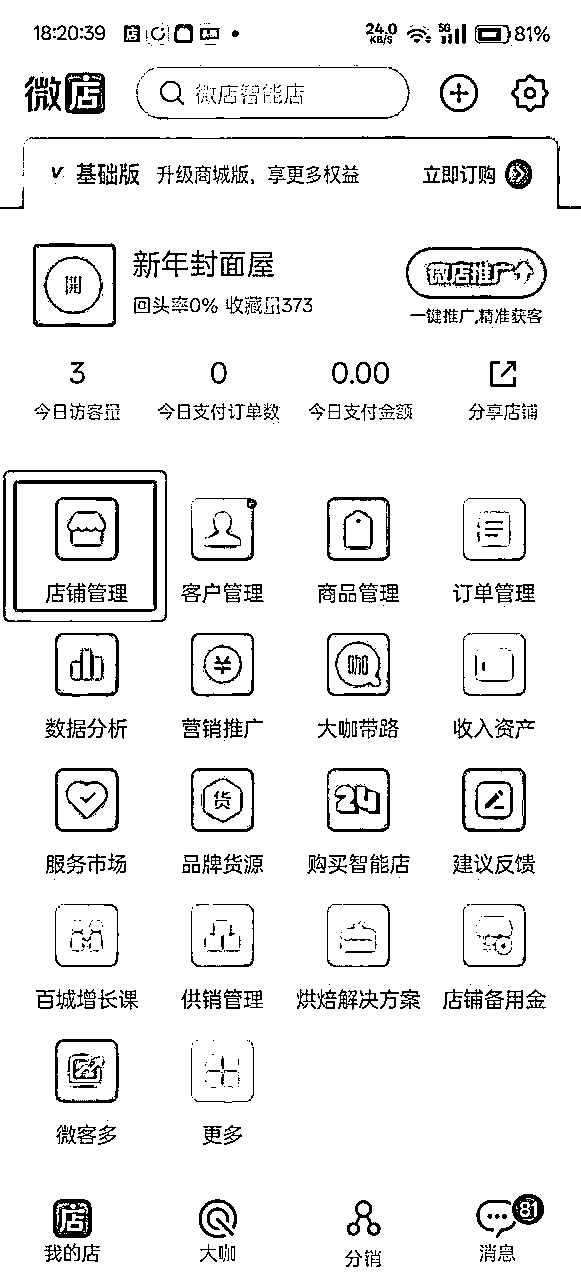 18:20:39 店 24.0 KB/S 5G 81%
微店 微店智能店
V 基础版 升级商城版，享更多权益 立即订购
開 新年封面屋 微店推广
回头率0% 收藏量373 一键推广,精准获客
3 0 0.00
今日访客量 今日支付订单数 今日支付金额 分享店铺
店铺管理 客户管理 商品管理 订单管理
¥ 咖
数据分析 营销推广 大咖带路 收入资产
货 24
服务市场 品牌货源 购买智能店 建议反馈
百城增长课 供销管理 烘焙解决方案 店铺备用金
微客多 更多
店 81
我的店 大咖 分销 消息